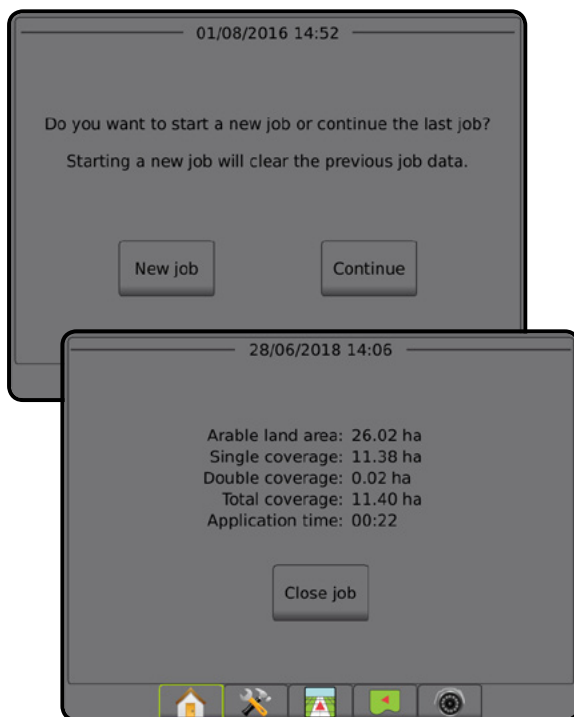 01/08/2016 14:52
Do you want to start a new job or continue the last job?
Starting a new job will clear the previous job data.
New job
Continue
28/06/2018 14:06
Arable land area: 26.02 ha
Single coverage: 11.38 ha
Double coverage: 0.02 ha
Total coverage: 11.40 ha
Application time: 00:22
Close job